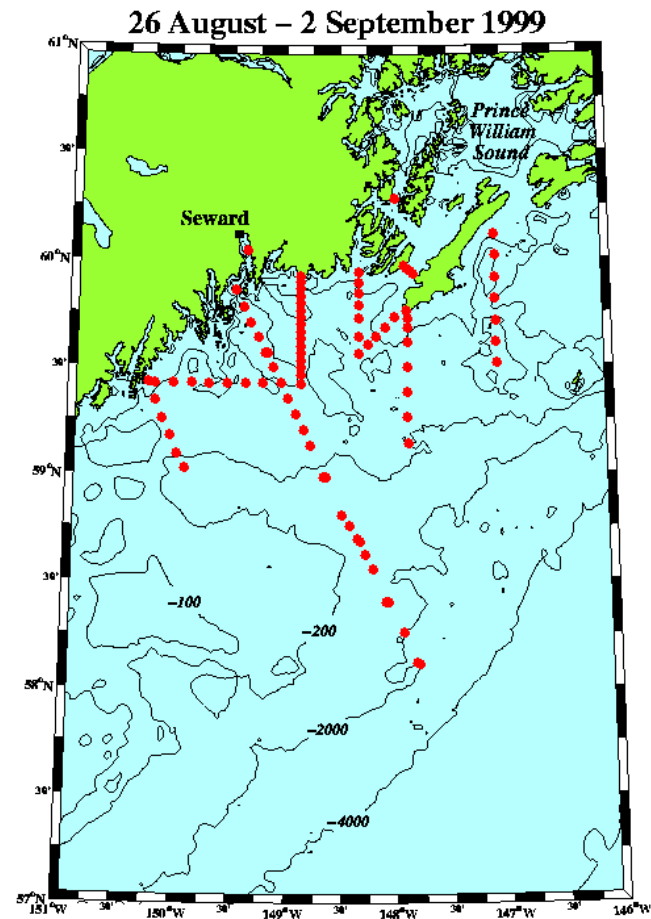 26 August – 2 September 1999
61°N
Prince
William
Sound
30'
Seward
60°N
30'
59°N
30'
-100
-200
58°N
-2000
30'
-4000
57°N
151°W
30'
150°W
30'
149°W
30'
148°W
30'
147°W
30'
146°W